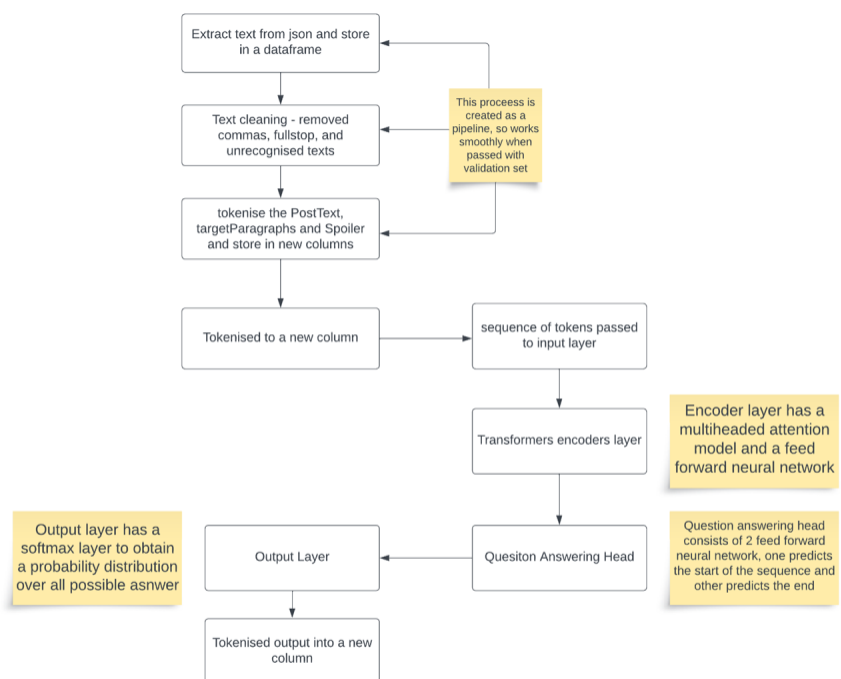 Extract text from json and store
in a dataframe
Text cleaning - removed
commas, fullstop, and
unrecognised texts
This proceess is
created as a
pipeline, so works
smoothly when
passed with
validation set
tokenise the PostText,
targetParagraphs and Spoiler
and store in new columns
Tokenised to a new column
sequence of tokens passed
to input layer
Transformers encoders layer
Encoder layer has a
multiheaded attention
model and a feed
forward neural network
Quesiton Answering Head
Question answering head
consists of 2 feed forward
neural network, one predicts
the start of the sequence and
other predicts the end
Output Layer
Output layer has a
softmax layer to obtain
a probability distribution
over all possible asnwer
Tokenised output into a new
column